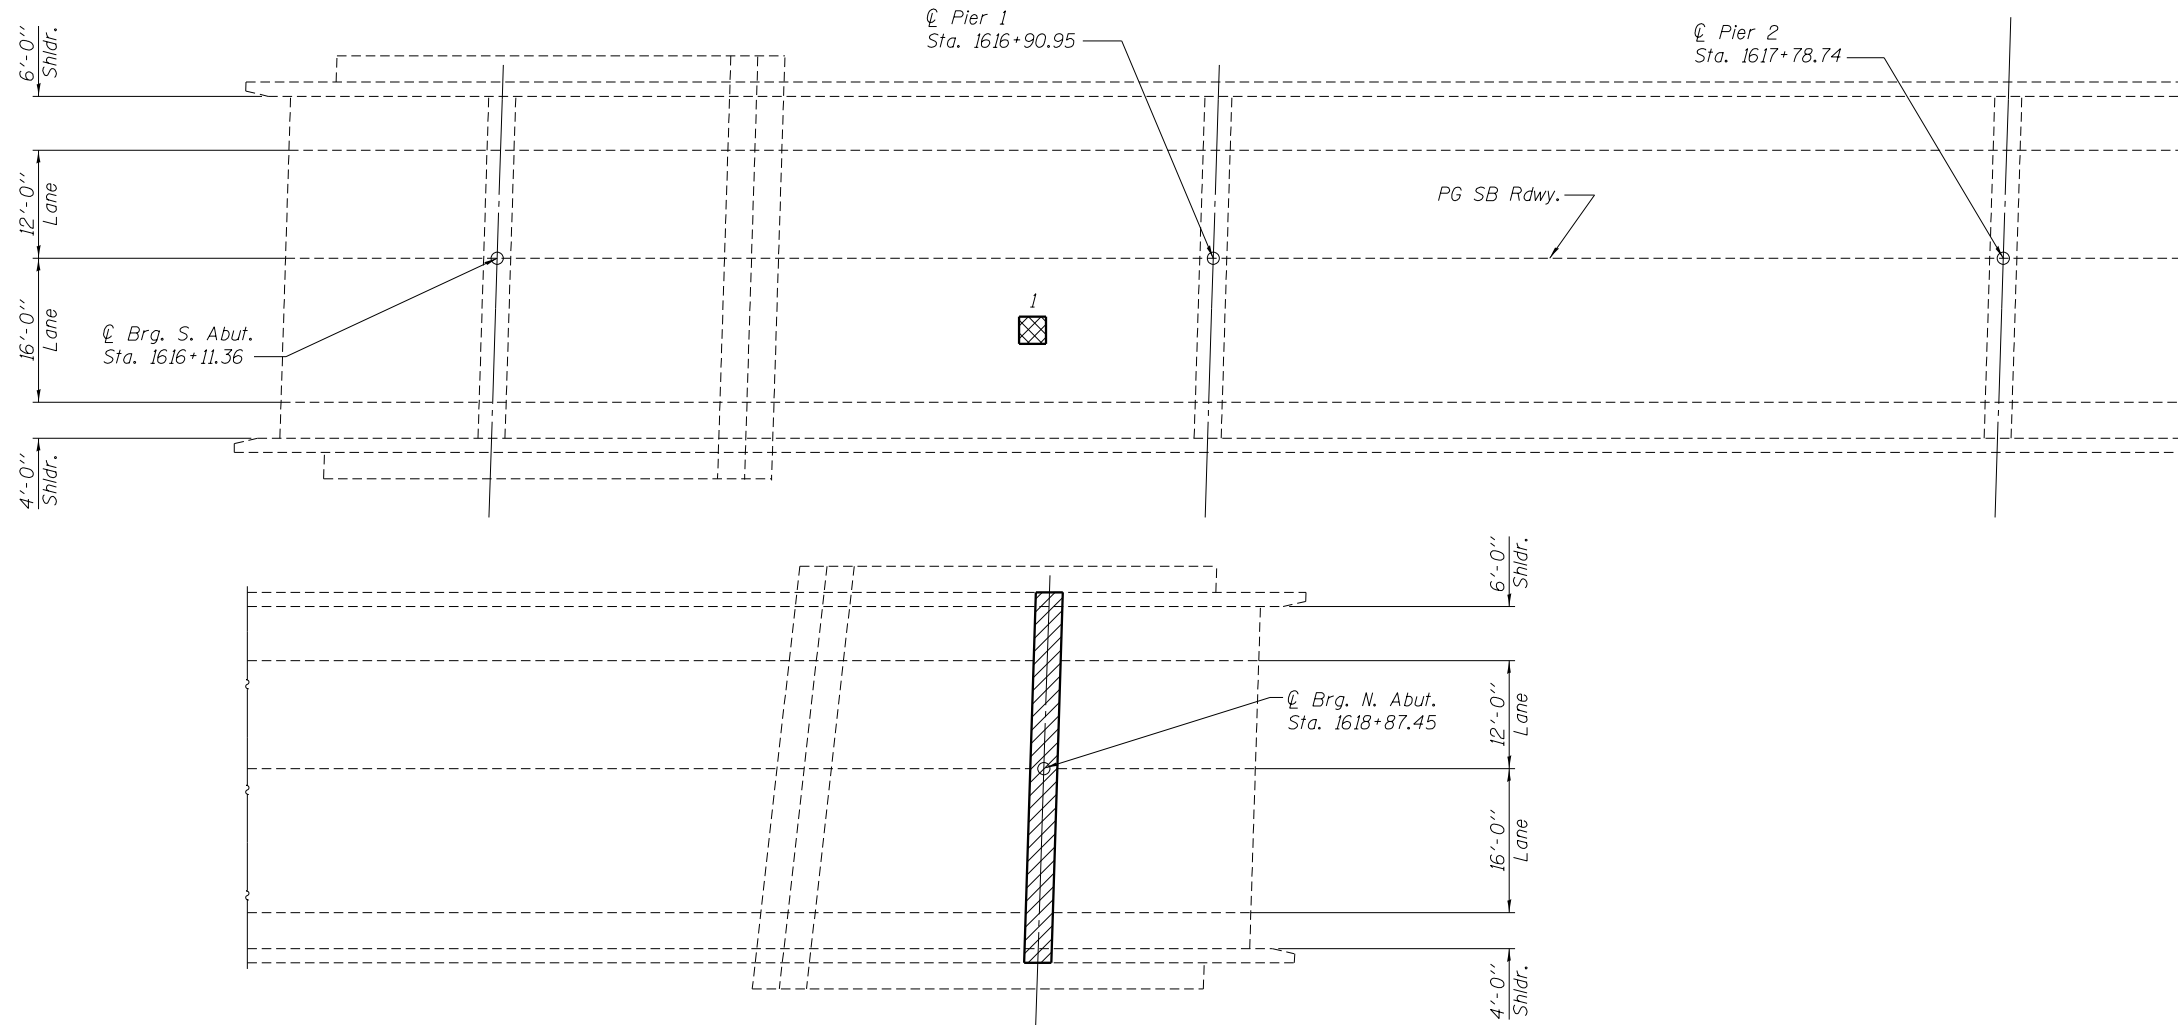 ℄ Pier 1
Sta. 1616+90.95
℄ Pier 2
Sta. 1617+78.74
6'-0''
Shldr.
12'-0''
Lane
PG SB Rdwy.
16'-0''
Lane
1
℄ Brg. S. Abut.
Sta. 1616+11.36
4'-0''
Shldr.
6'-0''
Shldr.
12'-0''
Lane
℄ Brg. N. Abut.
Sta. 1618+87.45
16'-0''
Lane
4'-0''
Shldr.